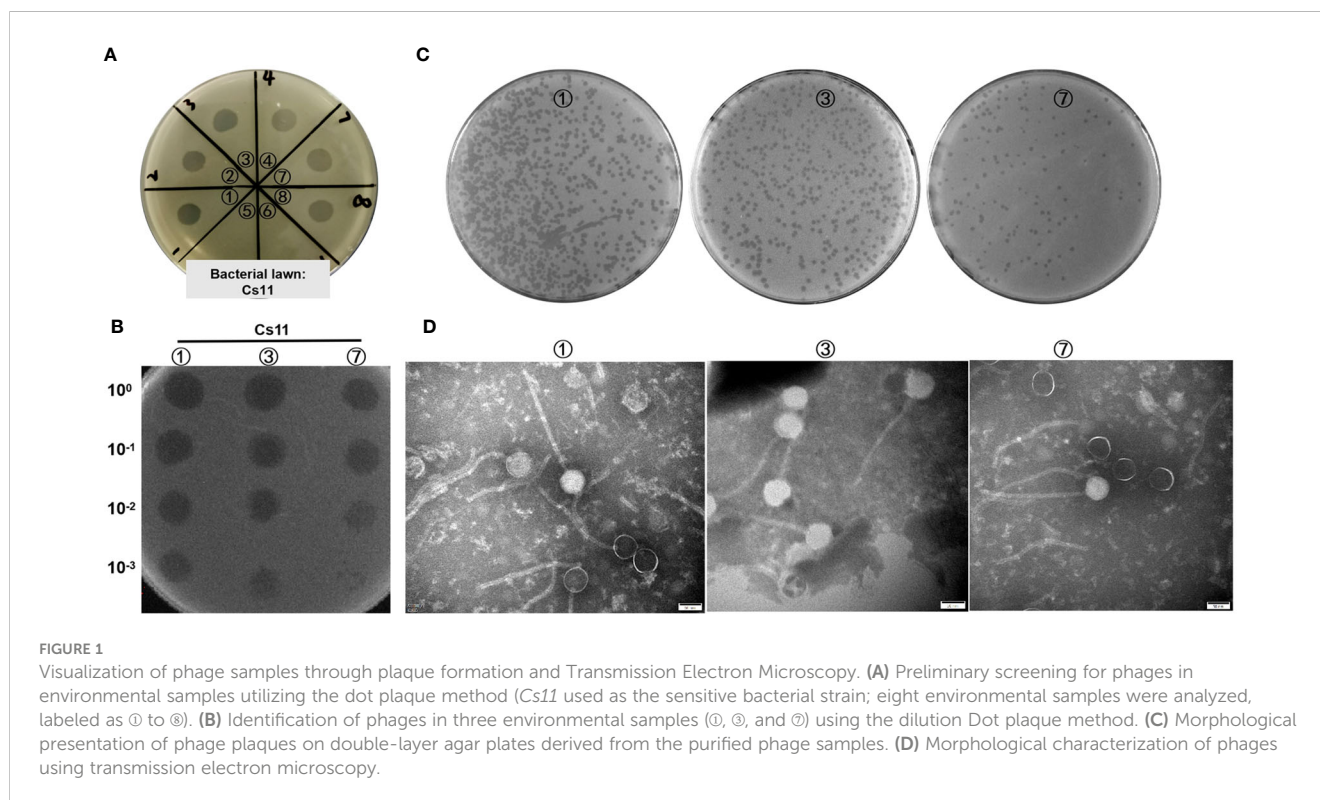 A
C
4
3
7
2
8
1
③ ④
② ⑦
① ⑧
⑤ ⑥
Bacterial lawn:
Cs11
① ③ ⑦
B
Cs11
① ③ ⑦
10⁰
10⁻¹
10⁻²
10⁻³
D
① ③ ⑦
FIGURE 1
Visualization of phage samples through plaque formation and Transmission Electron Microscopy. (A) Preliminary screening for phages in
environmental samples utilizing the dot plaque method (Cs11 used as the sensitive bacterial strain; eight environmental samples were analyzed,
labeled as ① to ⑧). (B) Identification of phages in three environmental samples (①, ③, and ⑦) using the dilution Dot plaque method. (C) Morphological
presentation of phage plaques on double-layer agar plates derived from the purified phage samples. (D) Morphological characterization of phages
using transmission electron microscopy.